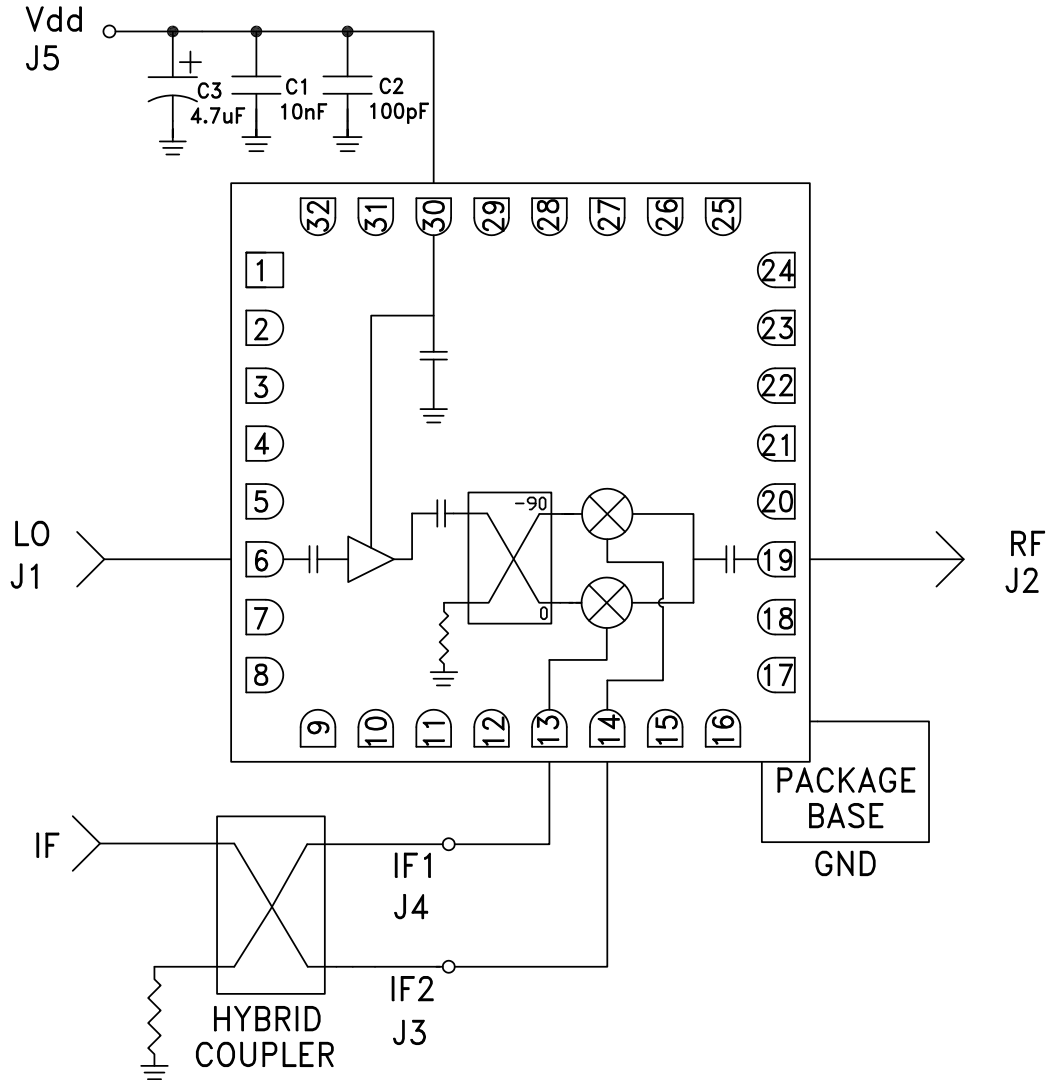 Vdd
J5
+
C3
4.7uF
C1
10nF
C2
100pF
32 31 30 29 28 27 26 25
1
2
3
4
5
6
7
8
24
23
22
21
20
19
18
17
-90
0
9 10 11 12 13 14 15 16
LO
J1
RF
J2
PACKAGE
BASE
GND
IF
IF1
J4
IF2
J3
HYBRID
COUPLER